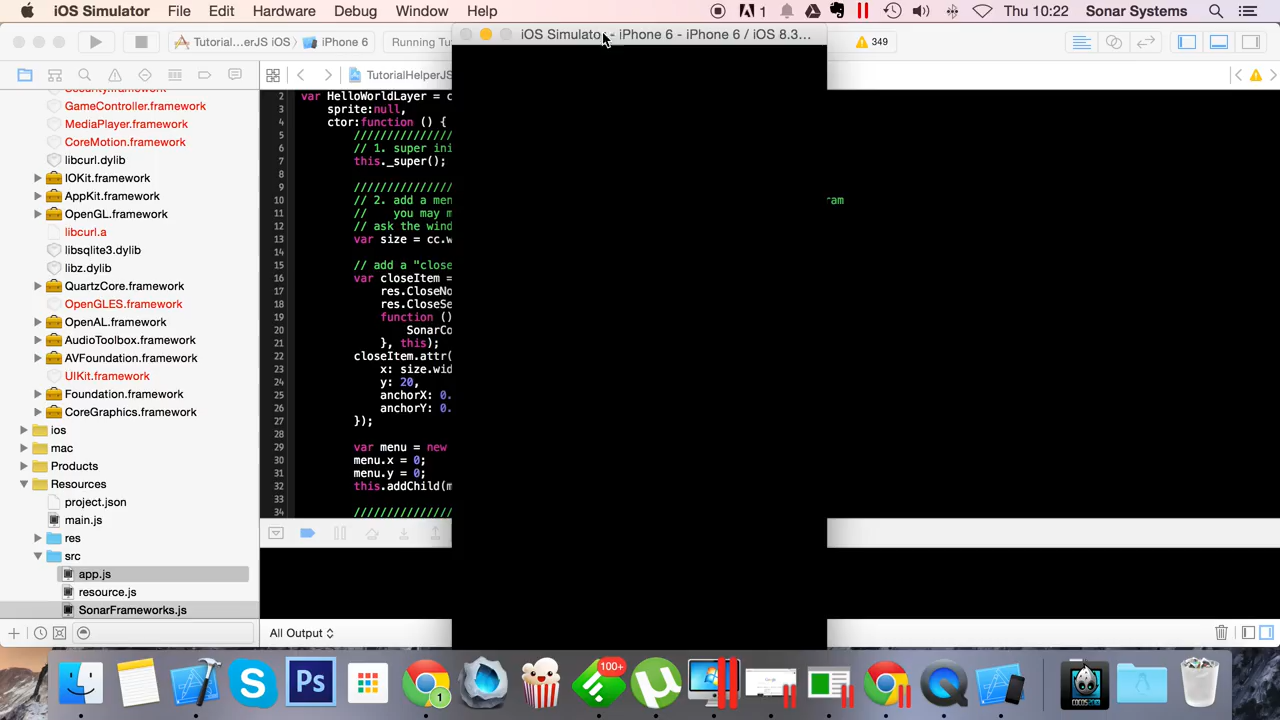 iOS Simulator File Edit Hardware Debug Window Help 1 Thu 10:22 Sonar Systems
Tutorial...erJS iOS iPhone 6 Running Tu iOS Simulator - iPhone 6 - iPhone 6 / iOS 8.3... 349
TutorialHelperJS
GameController.framework
MediaPlayer.framework
CoreMotion.framework
libcurl.dylib
IOKit.framework
AppKit.framework
OpenGL.framework
libcurl.a
libsqlite3.dylib
libz.dylib
QuartzCore.framework
OpenGLES.framework
OpenAL.framework
AudioToolbox.framework
AVFoundation.framework
UIKit.framework
Foundation.framework
CoreGraphics.framework
ios
mac
Products
Resources
project.json
main.js
res
src
app.js
resource.js
SonarFrameworks.js
2 var HelloWorldLayer = c
3 sprite:null,
4 ctor:function () {
5 ///////////////
6 // 1. super ini
7 this._super();
8
9 ///////////////
10 // 2. add a men ram
11 // you may m
12 // ask the wind
13 var size = cc.w
14
15 // add a "close
16 var closeItem =
17 res.CloseNo
18 res.CloseSe
19 function ()
20 SonarCo
21 }, this);
22 closeItem.attr(
23 x: size.wid
24 y: 20,
25 anchorX: 0.
26 anchorY: 0.
27 });
28
29 var menu = new
30 menu.x = 0;
31 menu.y = 0;
32 this.addChild(m
33
34 ///////////////
All Output
Ps 1 100+ Google COCOS2DX